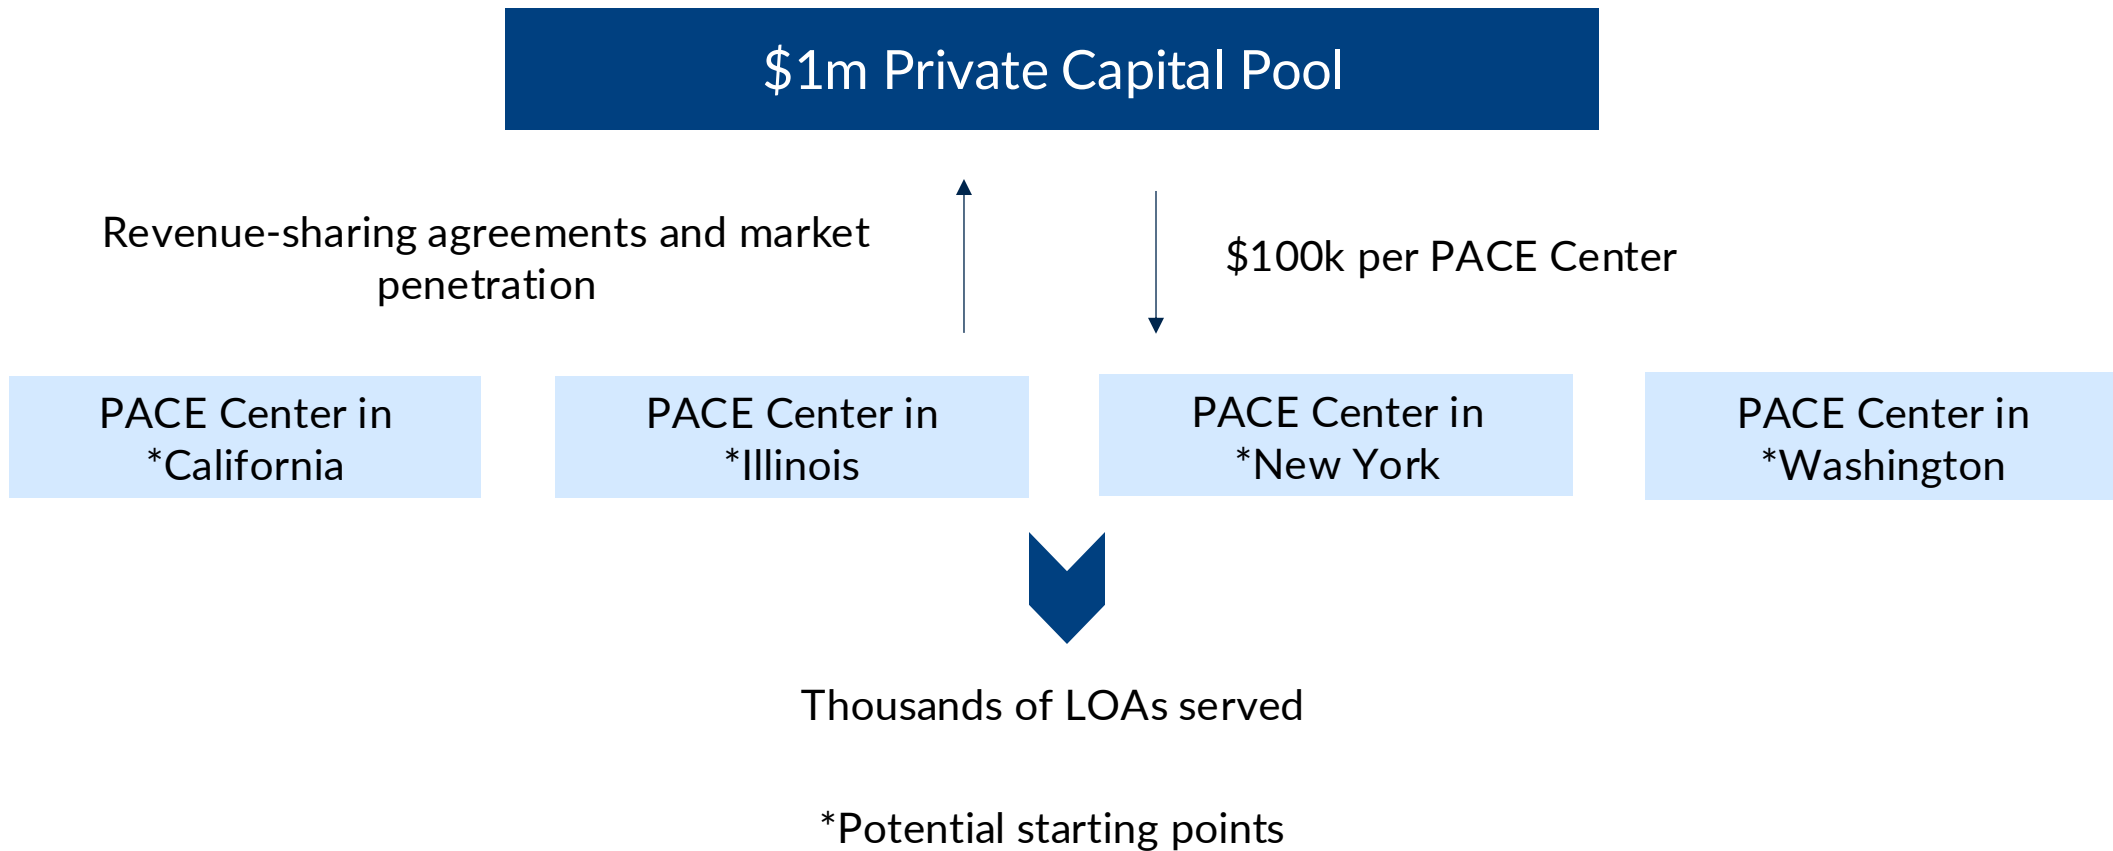 $1m Private Capital Pool
Revenue-sharing agreements and market
penetration
$100k per PACE Center
PACE Center in
*California
PACE Center in
*Illinois
PACE Center in
*New York
PACE Center in
*Washington
Thousands of LOAs served
*Potential starting points